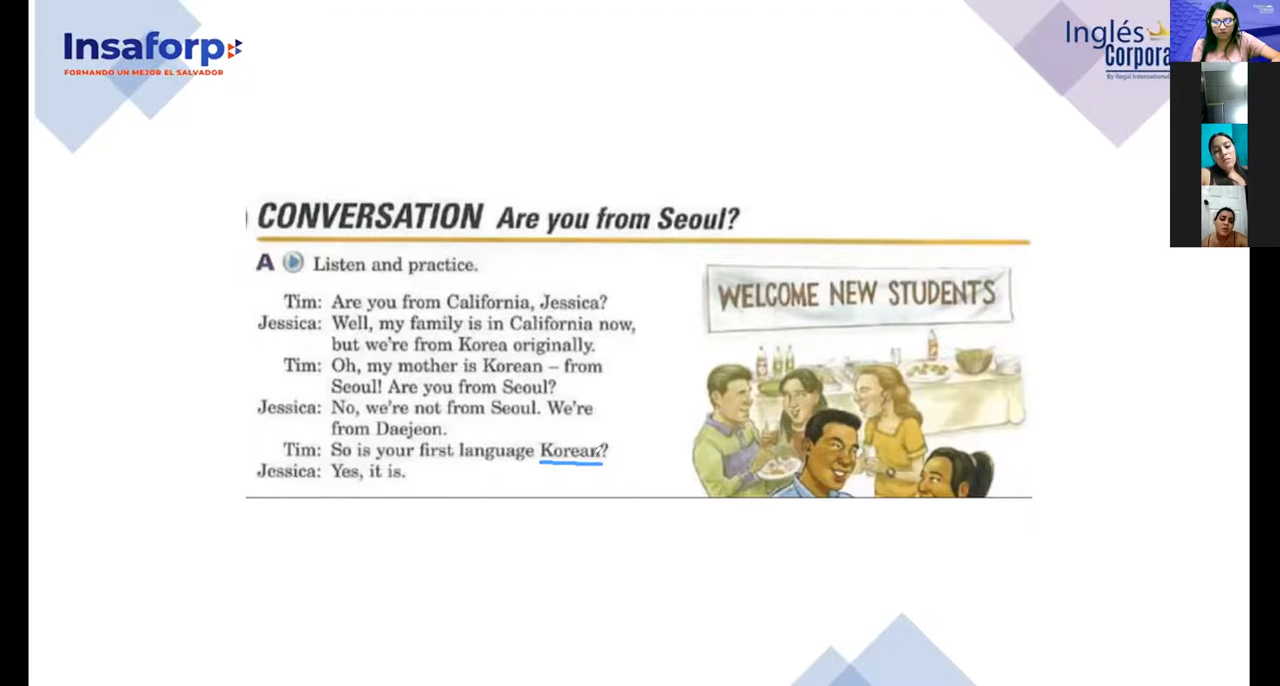 Insaforp
FORMANDO UN MEJOR EL SALVADOR
Inglés
Corpora
By Regal International
CONVERSATION Are you from Seoul?
A Listen and practice.
Tim: Are you from California, Jessica?
Jessica: Well, my family is in California now,
but we're from Korea originally.
Tim: Oh, my mother is Korean – from
Seoul! Are you from Seoul?
Jessica: No, we're not from Seoul. We're
from Daejeon.
Tim: So is your first language Korean?
Jessica: Yes, it is.
WELCOME NEW STUDENTS